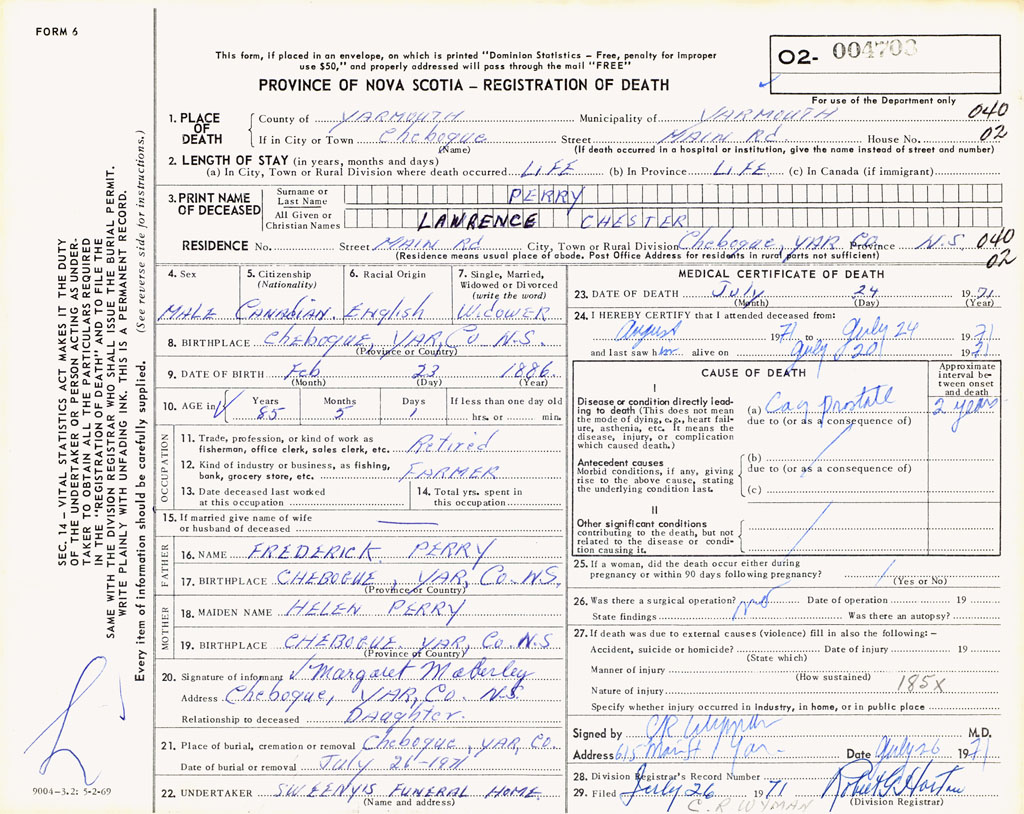 FORM 6
This form, if placed in an envelope, on which is printed "Dominion Statistics – Free, penalty for improper
use $50," and properly addressed will pass through the mail "FREE"
PROVINCE OF NOVA SCOTIA – REGISTRATION OF DEATH
02- 004703
For use of the Department only
SEC. 14 – VITAL STATISTICS ACT MAKES IT THE DUTY
OF THE UNDERTAKER OR PERSON ACTING AS UNDER-
TAKER TO OBTAIN ALL THE PARTICULARS REQUIRED
IN THE "REGISTRATION OF DEATH" AND TO FILE THE
SAME WITH THE DIVISION REGISTRAR WHO SHALL ISSUE THE BURIAL PERMIT.
WRITE PLAINLY WITH UNFADING INK. THIS IS A PERMANENT RECORD.
Every item of information should be carefully supplied. (See reverse side for instructions.)
1. PLACE OF DEATH
County of YARMOUTH Municipality of YARMOUTH 040
If in City or Town Chebogue Street MAIN Rd. House No. 02
(Name) (If death occurred in a hospital or institution, give the name instead of street and number)
2. LENGTH OF STAY (in years, months and days)
(a) In City, Town or Rural Division where death occurred LIFE (b) In Province LIFE (c) In Canada (if immigrant)
3. PRINT NAME OF DECEASED
Surname or Last Name PERRY
All Given or Christian Names LAWRENCE CHESTER
RESIDENCE No. Street MAIN Rd City, Town or Rural Division Chebogue, YAR. Co. Province N.S. 040
(Residence means usual place of abode. Post Office Address for residents in rural parts not sufficient) 02
4. Sex MALE
5. Citizenship (Nationality) Canadian
6. Racial Origin English
7. Single, Married, Widowed or Divorced (write the word) Widower
8. BIRTHPLACE Chebogue, YAR. Co. N.S.
(Province or Country)
9. DATE OF BIRTH Feb 23 1886
(Month) (Day) (Year)
10. AGE in Years 85 Months 5 Days 1 If less than one day old hrs. or min.
OCCUPATION
11. Trade, profession, or kind of work as
fisherman, office clerk, sales clerk, etc. Retired
12. Kind of industry or business, as fishing,
bank, grocery store, etc. FARMER
13. Date deceased last worked
at this occupation
14. Total yrs. spent in
this occupation
15. If married give name of wife
or husband of deceased
FATHER
16. NAME FREDERICK PERRY
17. BIRTHPLACE CHEBOGUE, YAR. Co. N.S.
(Province or Country)
MOTHER
18. MAIDEN NAME HELEN PERRY
19. BIRTHPLACE CHEBOGUE, YAR. Co. N.S
(Province or Country)
20. Signature of informant Margaret Moberley
Address Chebogue, YAR. Co. N.S.
Relationship to deceased Daughter.
21. Place of burial, cremation or removal Chebogue, YAR. Co.
Date of burial or removal July 26 - 1971
22. UNDERTAKER SWEENY'S FUNERAL HOME
(Name and address)
9004-3.2: 5-2-69
MEDICAL CERTIFICATE OF DEATH
23. DATE OF DEATH July 24 1971
(Month) (Day) (Year)
24. I HEREBY CERTIFY that I attended deceased from:
August 1971 to July 24 1971
and last saw him alive on July 20 1971
CAUSE OF DEATH
Approximate interval between onset and death
I
Disease or condition directly lead-
ing to death (This does not mean
the mode of dying, e.g., heart fail-
ure, asthenia, etc. It means the
disease, injury, or complication
which caused death.)
(a) Ca of Prostate 2 years
due to (or as a consequence of)
Antecedent causes
Morbid conditions, if any, giving
rise to the above cause, stating
the underlying condition last.
(b)
due to (or as a consequence of)
(c)
II
Other significant conditions
contributing to the death, but not
related to the disease or condi-
tion causing it.
25. If a woman, did the death occur either during
pregnancy or within 90 days following pregnancy?
(Yes or No)
26. Was there a surgical operation? no Date of operation 19
State findings Was there an autopsy?
27. If death was due to external causes (violence) fill in also the following: –
Accident, suicide or homicide? Date of injury 19
(State which)
Manner of injury
(How sustained)
Nature of injury 185X
Specify whether injury occurred in industry, in home, or in public place
Signed by CR Wyman M.D.
Address 615 Main St Yar. Date July 26 1971
28. Division Registrar's Record Number
29. Filed July 26 1971 Robert G Horton
C. R WYMAN (Division Registrar)